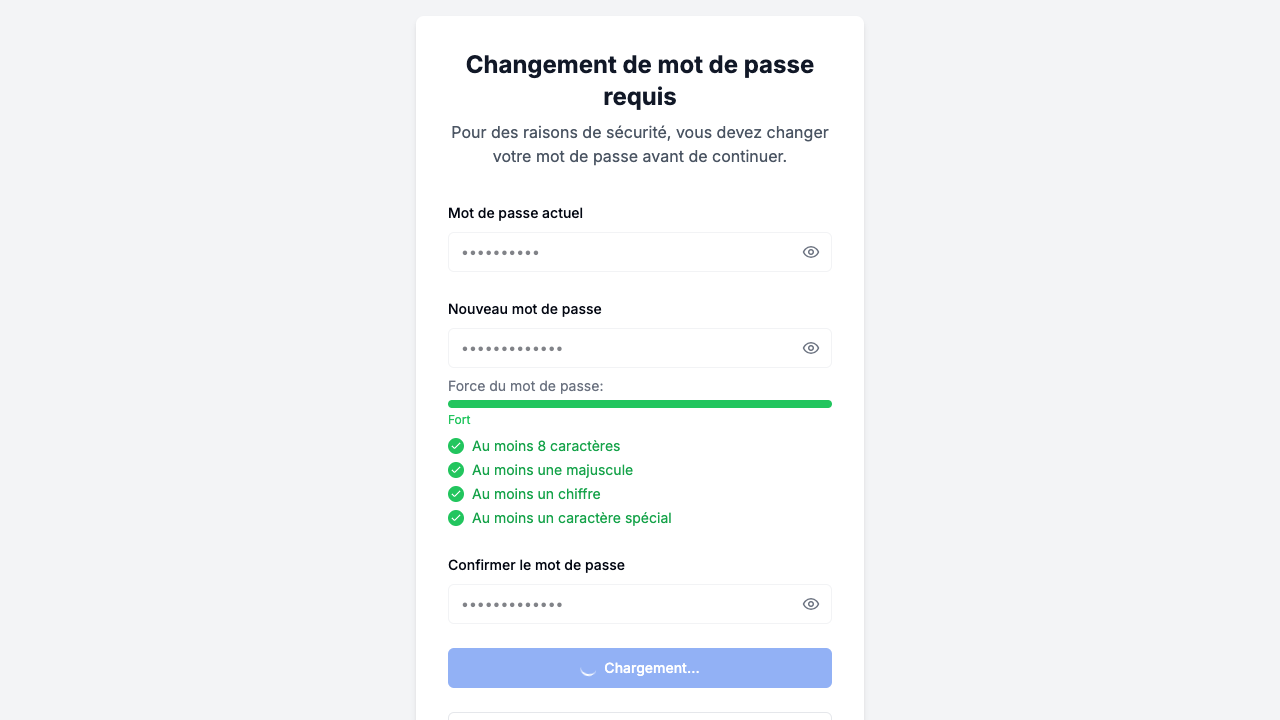 Changement de mot de passe
requis
Pour des raisons de sécurité, vous devez changer
votre mot de passe avant de continuer.
Mot de passe actuel
••••••••••
Nouveau mot de passe
•••••••••••••
Force du mot de passe:
Fort
Au moins 8 caractères
Au moins une majuscule
Au moins un chiffre
Au moins un caractère spécial
Confirmer le mot de passe
•••••••••••••
Chargement...